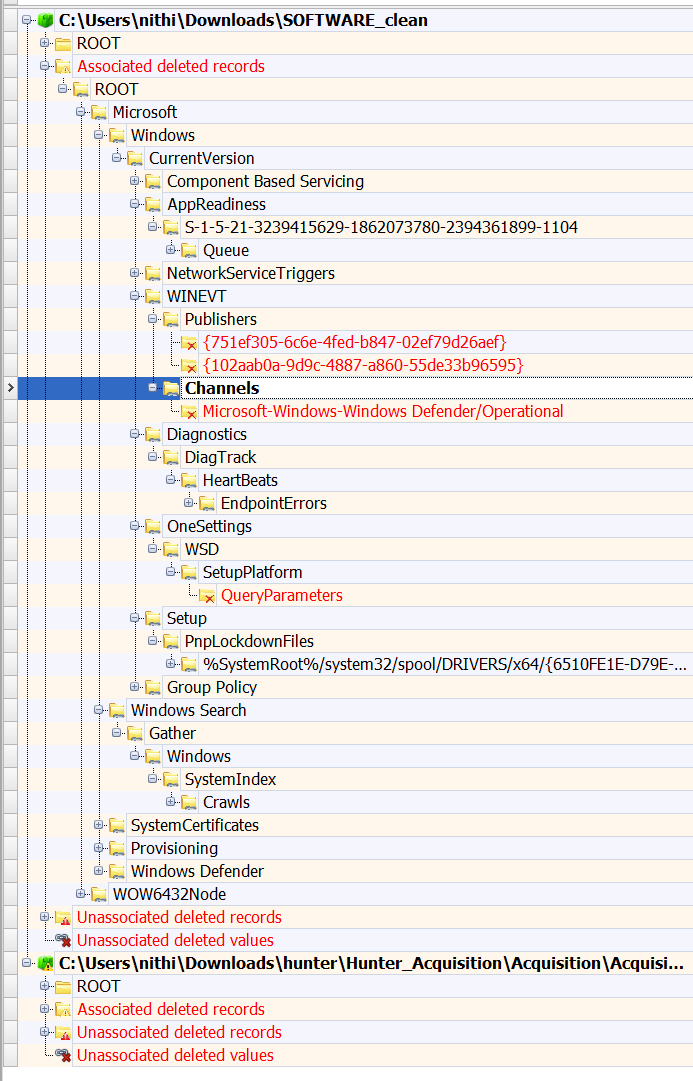 C:\Users\nithi\Downloads\SOFTWARE_clean
ROOT
Associated deleted records
ROOT
Microsoft
Windows
CurrentVersion
Component Based Servicing
AppReadiness
S-1-5-21-3239415629-1862073780-2394361899-1104
Queue
NetworkServiceTriggers
WINEVT
Publishers
{751ef305-6c6e-4fed-b847-02ef79d26aef}
{102aab0a-9d9c-4887-a860-55de33b96595}
Channels
Microsoft-Windows-Windows Defender/Operational
Diagnostics
DiagTrack
HeartBeats
EndpointErrors
OneSettings
WSD
SetupPlatform
QueryParameters
Setup
PnpLockdownFiles
%SystemRoot%/system32/spool/DRIVERS/x64/{6510FE1E-D79E-...
Group Policy
Windows Search
Gather
Windows
SystemIndex
Crawls
SystemCertificates
Provisioning
Windows Defender
WOW6432Node
Unassociated deleted records
Unassociated deleted values
C:\Users\nithi\Downloads\hunter\Hunter_Acquisition\Acquisition\Acquisi...
ROOT
Associated deleted records
Unassociated deleted records
Unassociated deleted values